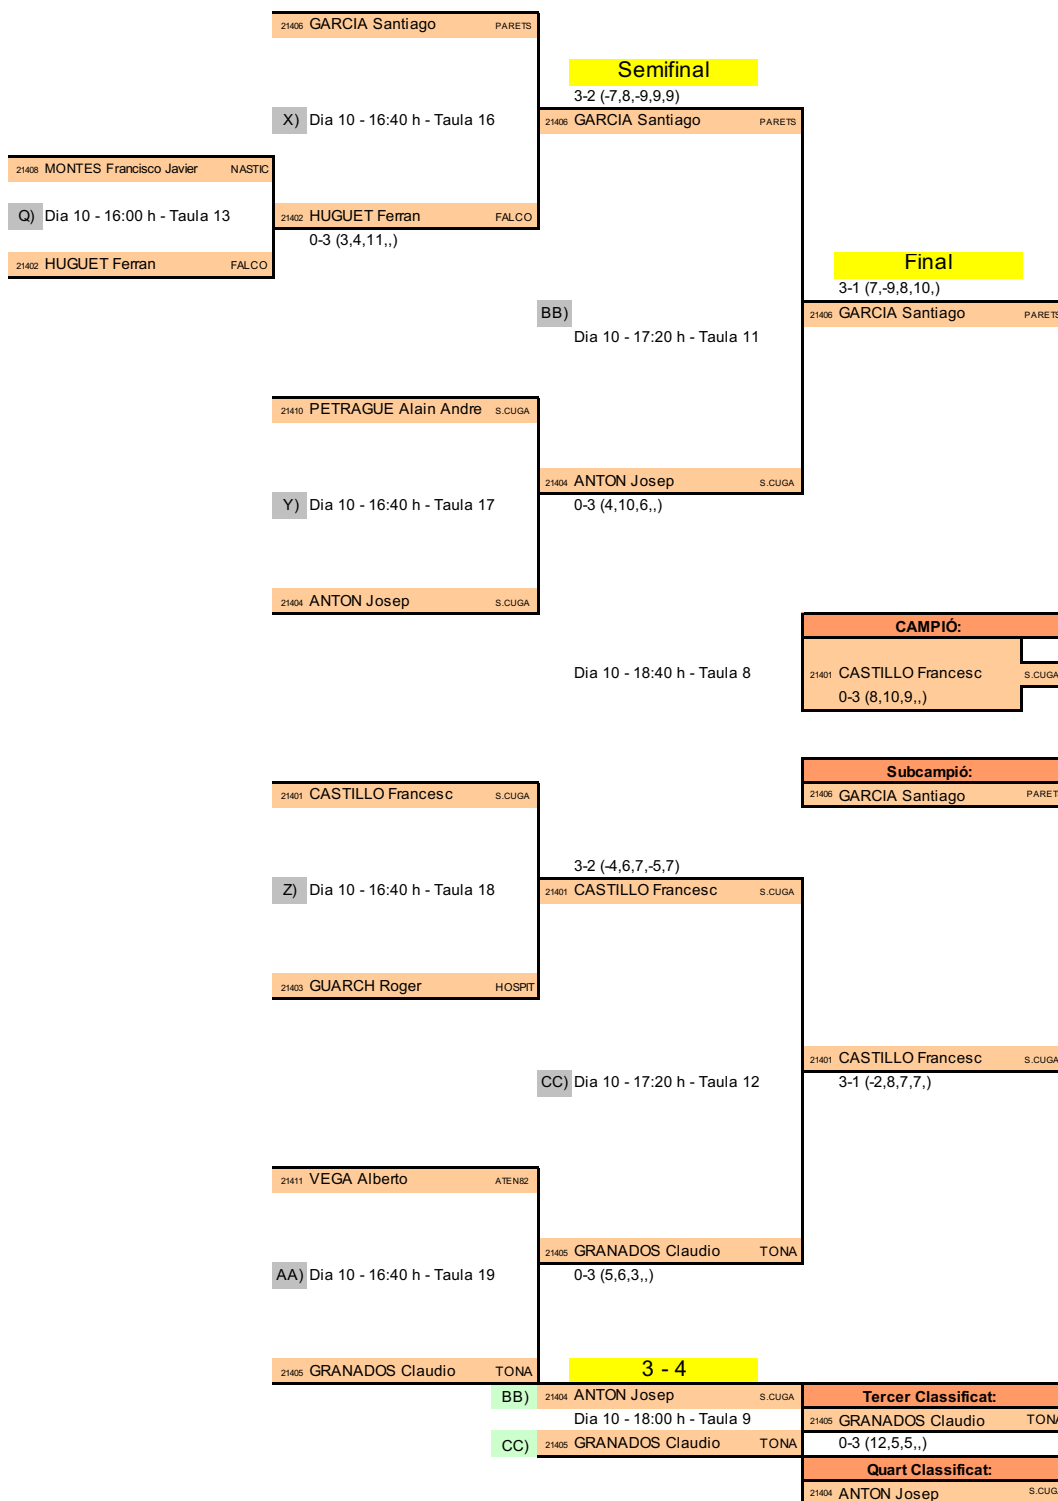 21406 GARCIA Santiago PARETS
Semifinal
3-2 (-7,8,-9,9,9)
X) Dia 10 - 16:40 h - Taula 16
21406 GARCIA Santiago PARETS
21408 MONTES Francisco Javier NASTIC
Q) Dia 10 - 16:00 h - Taula 13
21402 HUGUET Ferran FALCO
0-3 (3,4,11,,)
21402 HUGUET Ferran FALCO
Final
3-1 (7,-9,8,10,)
21406 GARCIA Santiago PARETS
BB)
Dia 10 - 17:20 h - Taula 11
21410 PETRAGUE Alain Andre S.CUGA
21404 ANTON Josep S.CUGA
0-3 (4,10,6,,)
Y) Dia 10 - 16:40 h - Taula 17
21404 ANTON Josep S.CUGA
CAMPIÓ:
Dia 10 - 18:40 h - Taula 8
21401 CASTILLO Francesc S.CUGA
0-3 (8,10,9,,)
Subcampió:
21406 GARCIA Santiago PARET
21401 CASTILLO Francesc S.CUGA
3-2 (-4,6,7,-5,7)
Z) Dia 10 - 16:40 h - Taula 18
21401 CASTILLO Francesc S.CUGA
21403 GUARCH Roger HOSPIT
21401 CASTILLO Francesc S.CUGA
3-1 (-2,8,7,7,)
CC) Dia 10 - 17:20 h - Taula 12
21411 VEGA Alberto ATEN82
21405 GRANADOS Claudio TONA
0-3 (5,6,3,,)
AA) Dia 10 - 16:40 h - Taula 19
21405 GRANADOS Claudio TONA
3 - 4
BB) 21404 ANTON Josep S.CUGA
Tercer Classificat:
Dia 10 - 18:00 h - Taula 9
21405 GRANADOS Claudio TONA
CC) 21405 GRANADOS Claudio TONA
0-3 (12,5,5,,)
Quart Classificat:
21404 ANTON Josep S.CUG